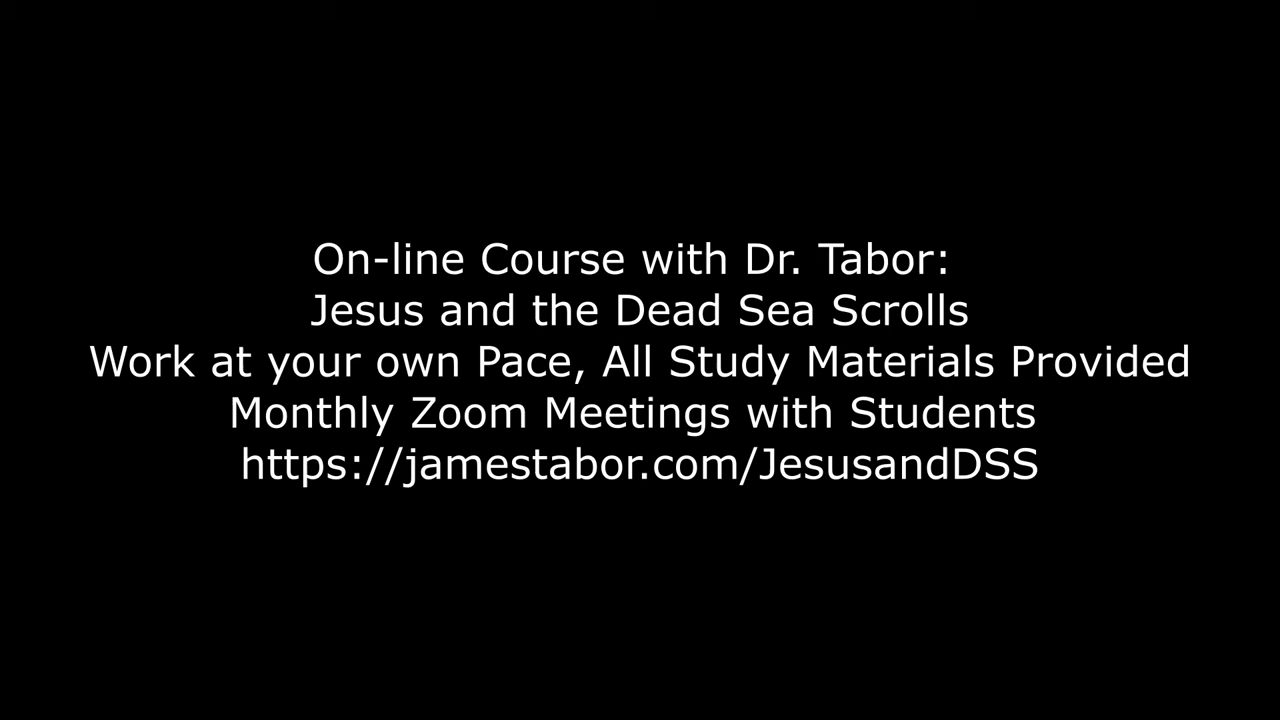 On-line Course with Dr. Tabor:
Jesus and the Dead Sea Scrolls
Work at your own Pace, All Study Materials Provided
Monthly Zoom Meetings with Students
https://jamestabor.com/JesusandDSS